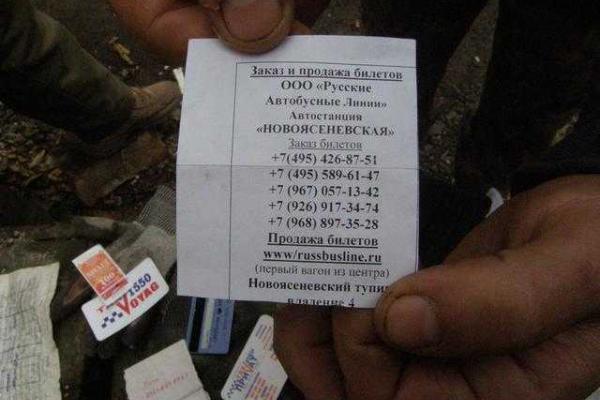 Заказ и продажа билетов
ООО «Русские
Автобусные Линии»
Автостанция
«НОВОЯСЕНЕВСКАЯ»
Заказ билетов
+7(495) 426-87-51
+7 (495) 589-61-47
+7 (967) 057-13-42
+7 (926) 917-34-74
+7 (968) 897-35-28
Продажа билетов
www/russbusline.ru
(первый вагон из центра)
Новоясеневский тупик
владение 4
1550
VOYAG